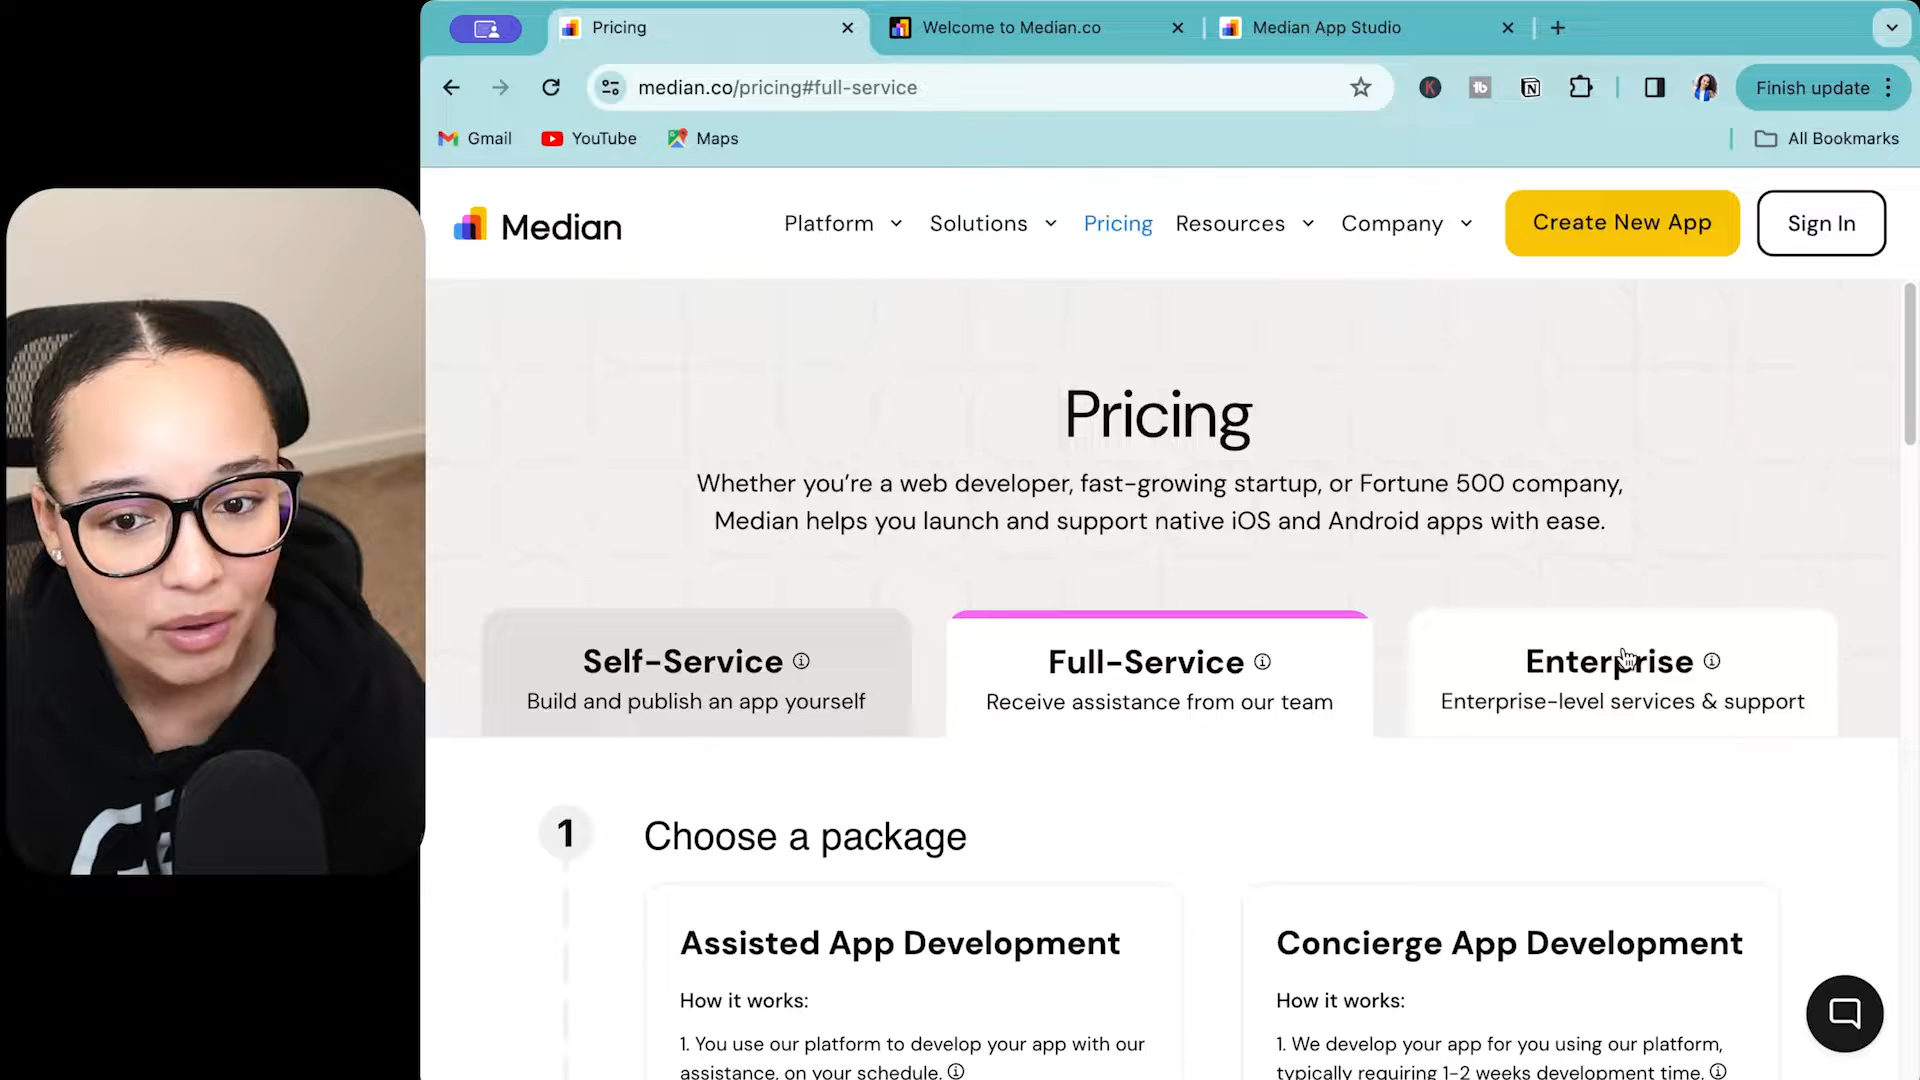 Pricing
Welcome to Median.co
Median App Studio
median.co/pricing#full-service
K
tb
N
Finish update
Gmail
YouTube
Maps
All Bookmarks
Median
Platform
Solutions
Pricing
Resources
Company
Create New App
Sign In
Pricing
Whether you're a web developer, fast-growing startup, or Fortune 500 company,
Median helps you launch and support native iOS and Android apps with ease.
Self-Service
Build and publish an app yourself
Full-Service
Receive assistance from our team
Enterprise
Enterprise-level services & support
1
Choose a package
Assisted App Development
How it works:
1. You use our platform to develop your app with our
assistance, on your schedule.
Concierge App Development
How it works:
1. We develop your app for you using our platform,
typically requiring 1-2 weeks development time.